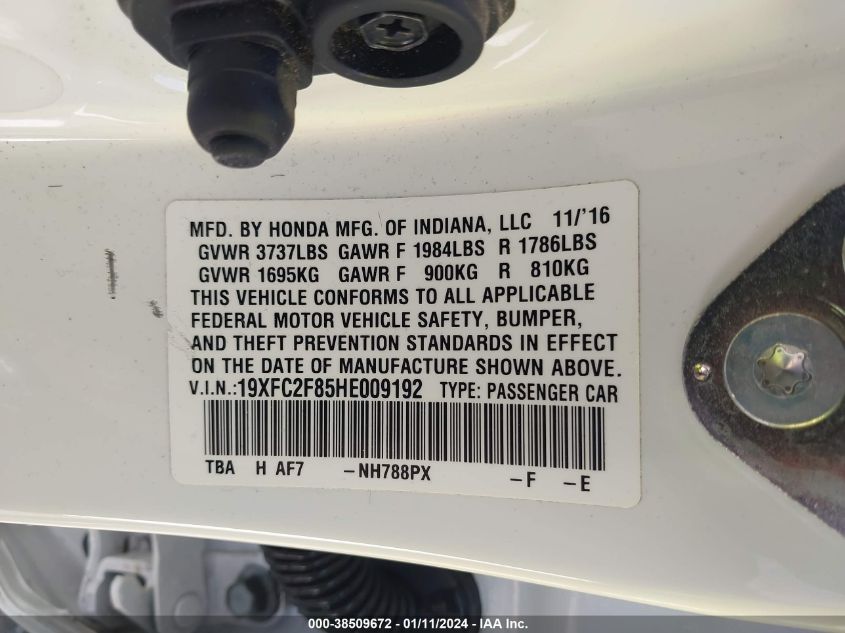 MFD. BY HONDA MFG. OF INDIANA, LLC 11/'16
GVWR 3737LBS GAWR F 1984LBS R 1786LBS
GVWR 1695KG GAWR F 900KG R 810KG
THIS VEHICLE CONFORMS TO ALL APPLICABLE
FEDERAL MOTOR VEHICLE SAFETY, BUMPER,
AND THEFT PREVENTION STANDARDS IN EFFECT
ON THE DATE OF MANUFACTURE SHOWN ABOVE.
V.I.N.:19XFC2F85HE009192 TYPE: PASSENGER CAR
TBA H AF7 -NH788PX -F -E
000-38509672 - 01/11/2024 - IAA Inc.